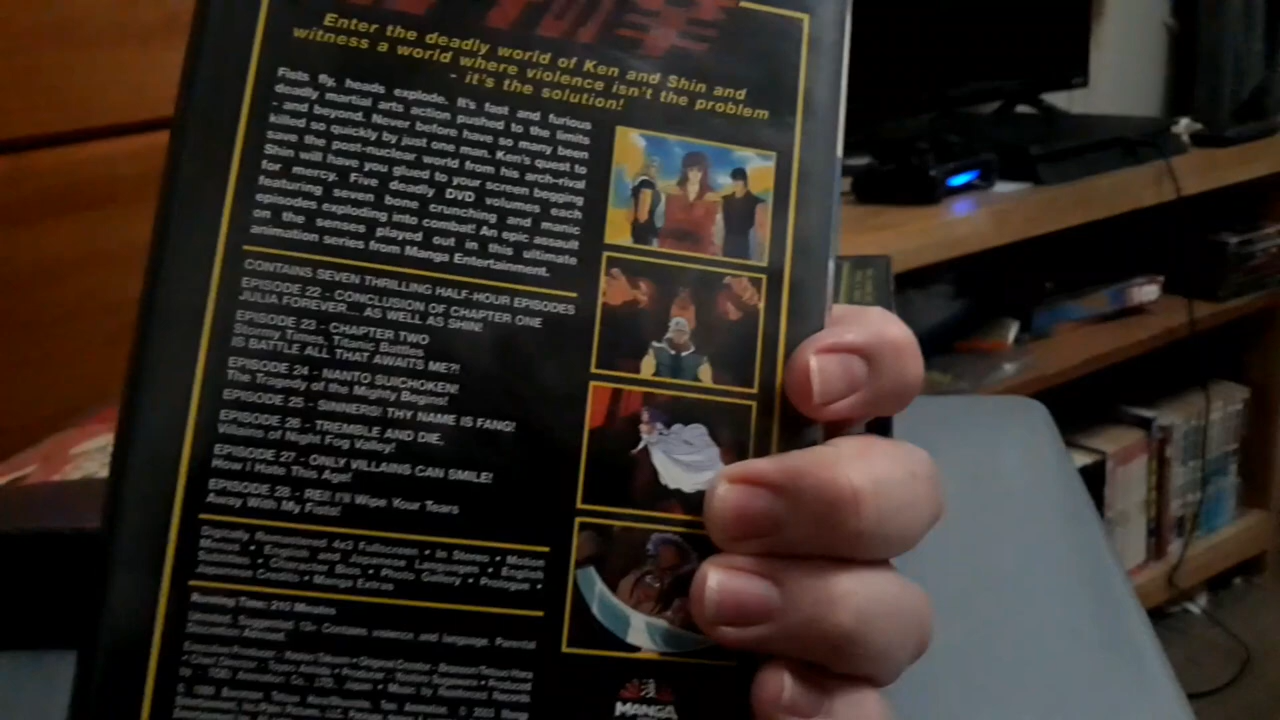 の拳
Enter the deadly world of Ken and Shin and
witness a world where violence isn't the problem
- it's the solution!
Fists fly, heads explode. It's fast and furious
deadly martial arts action pushed to the limits
- and beyond. Never before have so many been
killed so quickly by just one man. Ken's quest to
save the post-nuclear world from his arch-rival
Shin will have you glued to your screen begging
for mercy. Five deadly DVD volumes each
featuring seven bone crunching and manic
episodes exploding into combat! An epic assault
on the senses played out in this ultimate
animation series from Manga Entertainment.
CONTAINS SEVEN THRILLING HALF-HOUR EPISODES
EPISODE 22 - CONCLUSION OF CHAPTER ONE
JULIA FOREVER... AS WELL AS SHIN!
EPISODE 23 - CHAPTER TWO
Stormy Times, Titanic Battles
IS BATTLE ALL THAT AWAITS ME?!
EPISODE 24 - NANTO SUICHOKEN!
The Tragedy of the Mighty Begins!
EPISODE 25 - SINNERS! THY NAME IS FANG!
EPISODE 26 - TREMBLE AND DIE,
Villains of Night Fog Valley!
EPISODE 27 - ONLY VILLAINS CAN SMILE!
How I Hate This Age!
EPISODE 28 - REI! I'll Wipe Your Tears
Away With My Fists!
Digitally Remastered 4x3 Fullscreen • In Stereo • Motion
Menus • English and Japanese Languages • English
Subtitles • Character Bios • Photo Gallery • Prologue •
Japanese Credits • Manga Extras
Running Time: 210 Minutes
Unrated. Suggested 13+ Contains violence and language. Parental
Discretion Advised.
MANGA